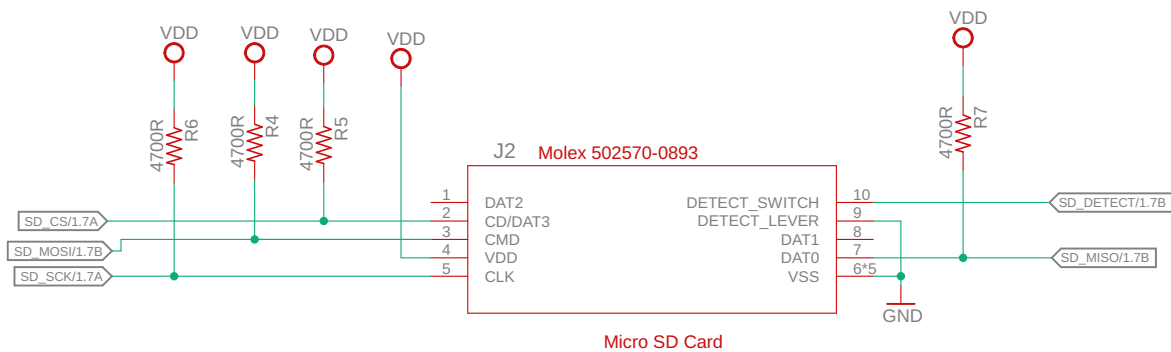 VDD
VDD
VDD
VDD
VDD
4700R
R6
4700R
R4
4700R
R5
4700R
R7
J2 Molex 502570-0893
1 DAT2
2 CD/DAT3
3 CMD
4 VDD
5 CLK
DETECT_SWITCH 10
DETECT_LEVER 9
DAT1 8
DAT0 7
VSS 6*5
SD_CS/1.7A
SD_MOSI/1.7B
SD_SCK/1.7A
SD_DETECT/1.7B
SD_MISO/1.7B
GND
Micro SD Card